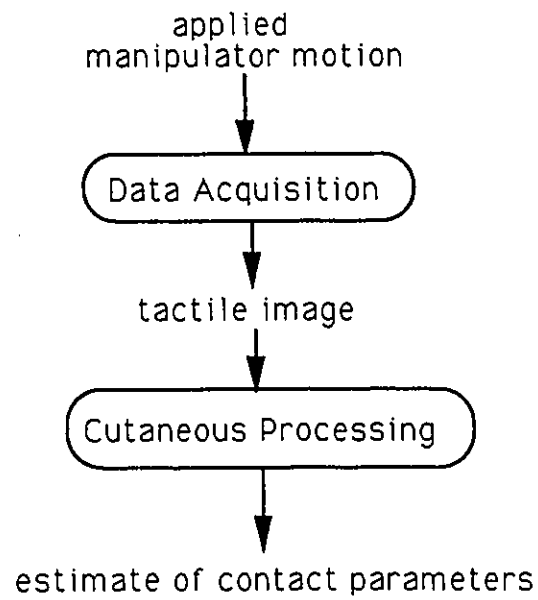 applied
manipulator motion
Data Acquisition
tactile image
Cutaneous Processing
estimate of contact parameters